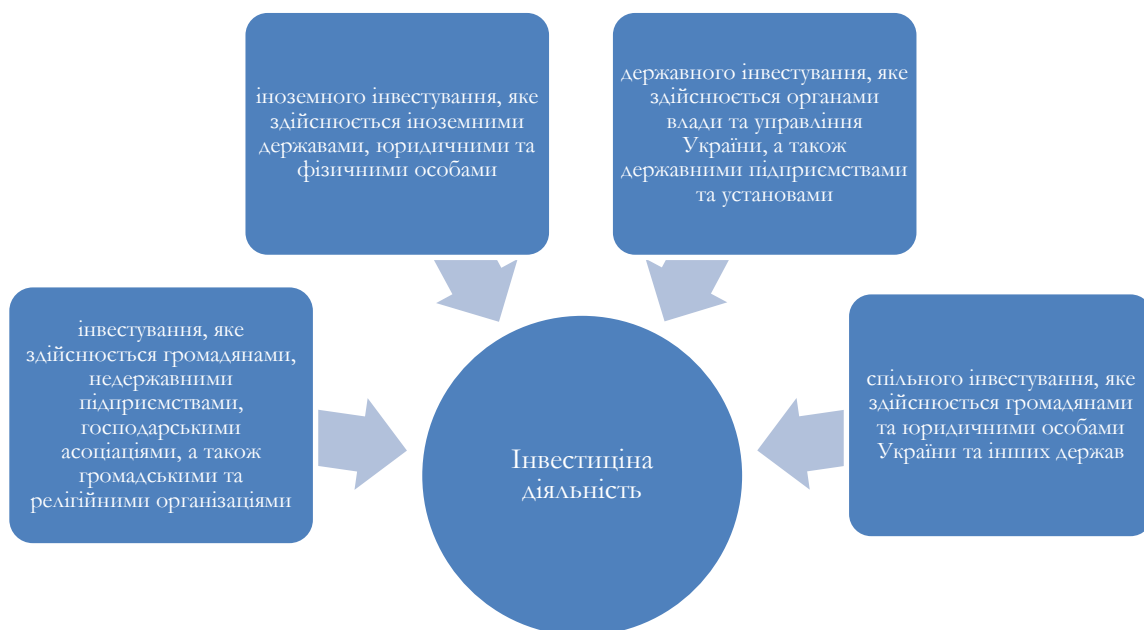 іноземного інвестування, яке
здійснюється іноземними
державами, юридичними та
фізичними особами
державного інвестування, яке
здійснюється органами
влади та управління
України, а також
державними підприємствами
та установами
інвестування, яке
здійснюється громадянами,
недержавними
підприємствами,
господарськими
асоціаціями, а також
громадськими та
релігійними організаціями
спільного інвестування, яке
здійснюється громадянами
та юридичними особами
України та інших держав
Інвестиціна
діяльність